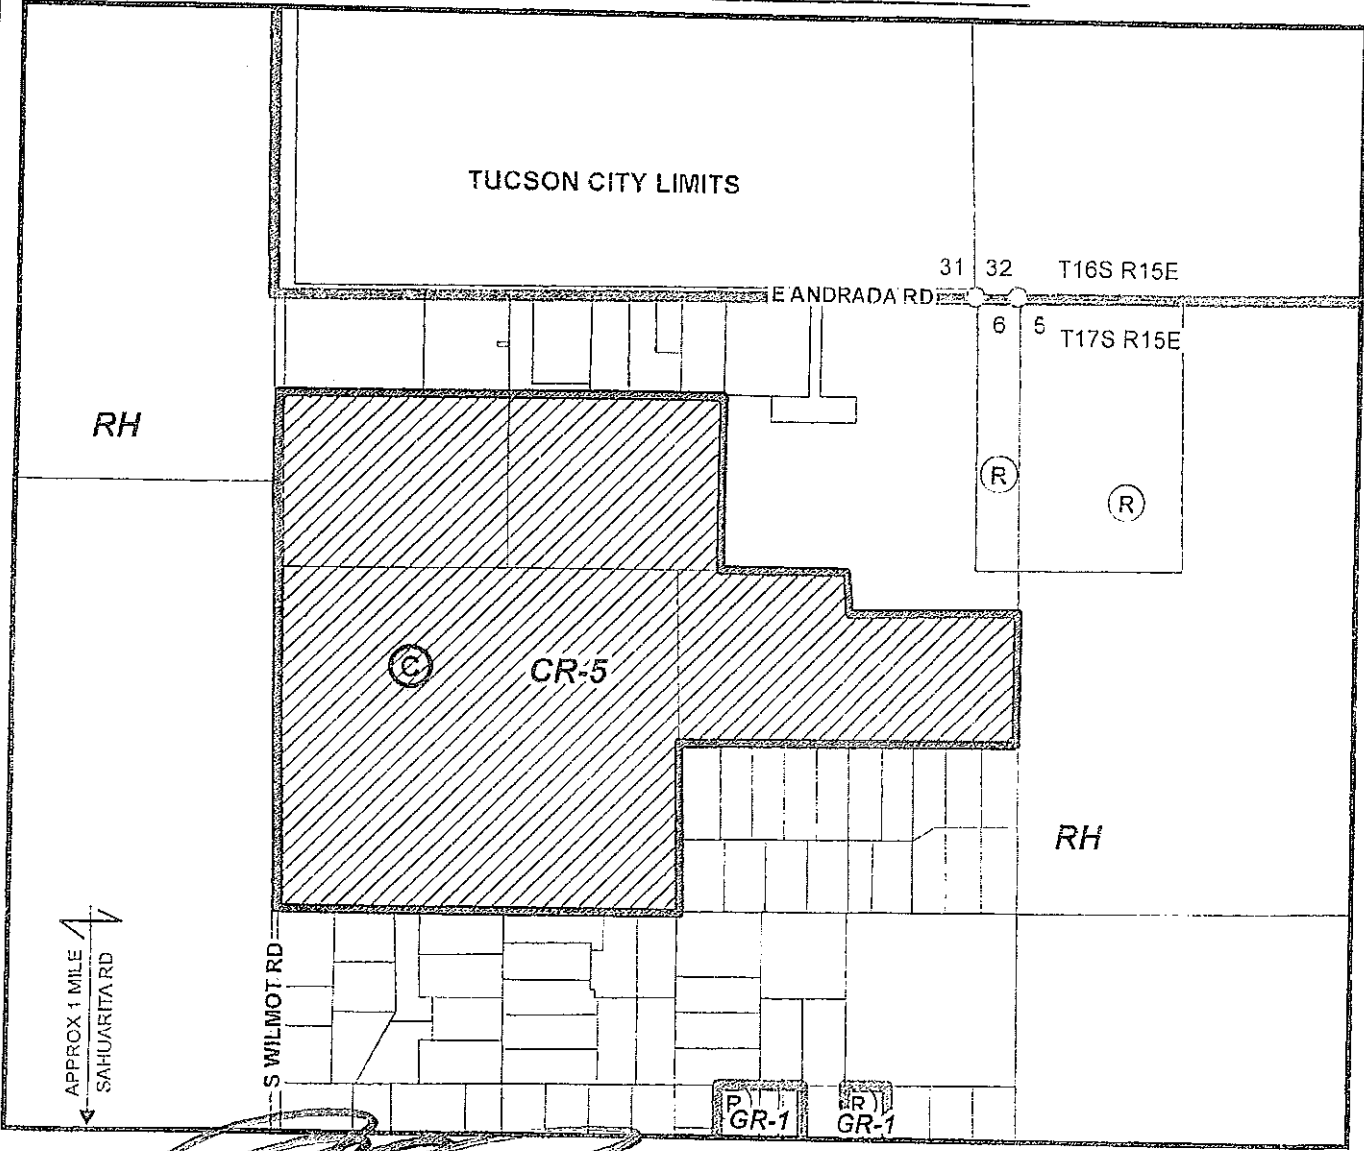 TUCSON CITY LIMITS
31 32 T16S R15E
E ANDRADA RD
6 5 T17S R15E
RH
R
R
C
CR-5
RH
APPROX 1 MILE
SAHUARITA RD
S WILMOT RD
R
GR-1
R
GR-1